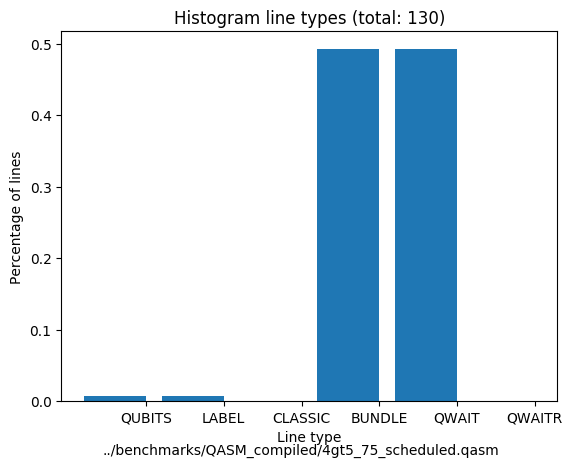 Histogram line types (total: 130)
Percentage of lines
0.5
0.4
0.3
0.2
0.1
0.0
QUBITS LABEL CLASSIC BUNDLE QWAIT QWAITR
Line type
../benchmarks/QASM_compiled/4gt5_75_scheduled.qasm